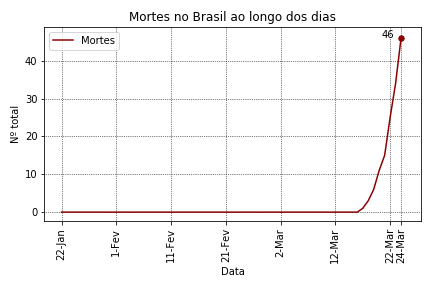 Mortes no Brasil ao longo dos dias
Mortes
46
Nº total
40
30
20
10
0
22-Jan
1-Fev
11-Fev
21-Fev
2-Mar
12-Mar
22-Mar
24-Mar
Data